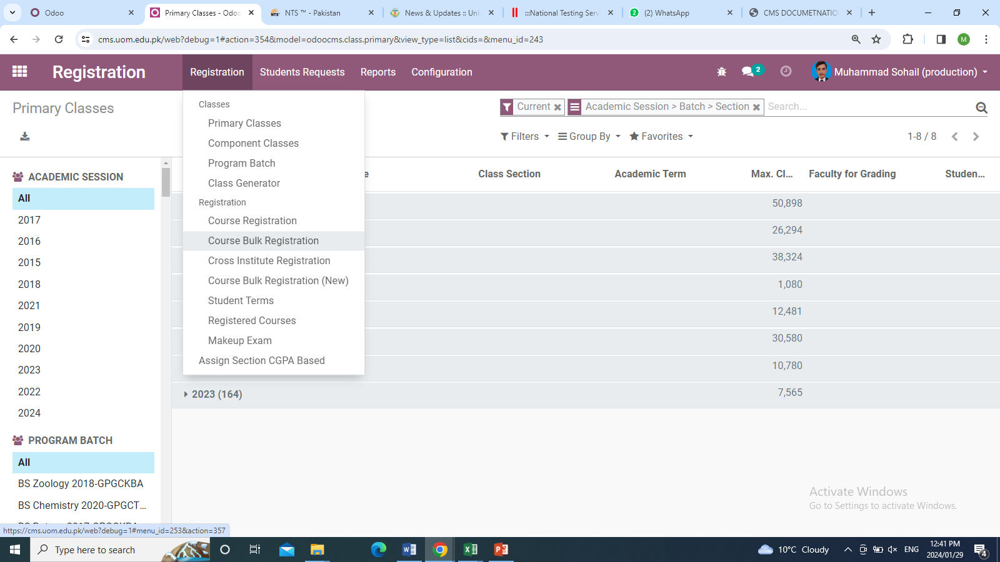 Odoo
Primary Classes - Odoo
NTS ™ - Pakistan
News & Updates :: Uni
:::National Testing Serv
(2) WhatsApp
CMS DOCUMETNATIO
cms.uom.edu.pk/web?debug=1#action=354&model=odoocms.class.primary&view_type=list&cids=&menu_id=243
M
Registration
Registration
Students Requests
Reports
Configuration
2
Muhammad Sohail (production)
Primary Classes
Current
Academic Session > Batch > Section
Search...
Filters
Group By
Favorites
1-8 / 8
Classes
Primary Classes
Component Classes
Program Batch
Class Generator
Registration
Course Registration
Course Bulk Registration
Cross Institute Registration
Course Bulk Registration (New)
Student Terms
Registered Courses
Makeup Exam
Assign Section CGPA Based
ACADEMIC SESSION
All
2017
2016
2015
2018
2021
2019
2020
2023
2022
2024
PROGRAM BATCH
All
BS Zoology 2018-GPGCKBA
BS Chemistry 2020-GPGCT...
e
Class Section
Academic Term
Max. Cl...
Faculty for Grading
Studen...
50,898
26,294
38,324
1,080
12,481
30,580
10,780
2023 (164)
7,565
Activate Windows
Go to Settings to activate Windows.
https://cms.uom.edu.pk/web?debug=1#menu_id=253&action=357
Type here to search
10°C Cloudy
ENG
12:41 PM
2024/01/29
4